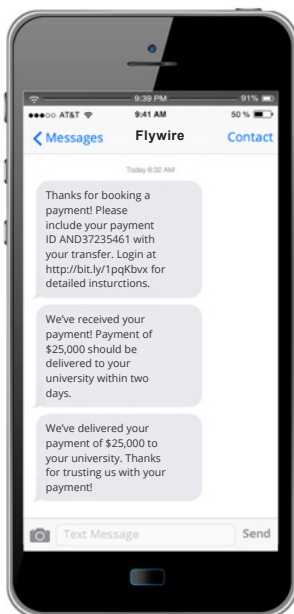 9:39 PM 91%
AT&T 9:41 AM 50 %
Messages Flywire Contact
Today 8:32 AM
Thanks for booking a
payment! Please
include your payment
ID AND37235461 with
your transfer. Login at
http://bit.ly/1pqKbvx for
detailed insturctions.
We've received your
payment! Payment of
$25,000 should be
delivered to your
university within two
days.
We've delivered your
payment of $25,000 to
your university. Thanks
for trusting us with your
payment!
Text Message Send